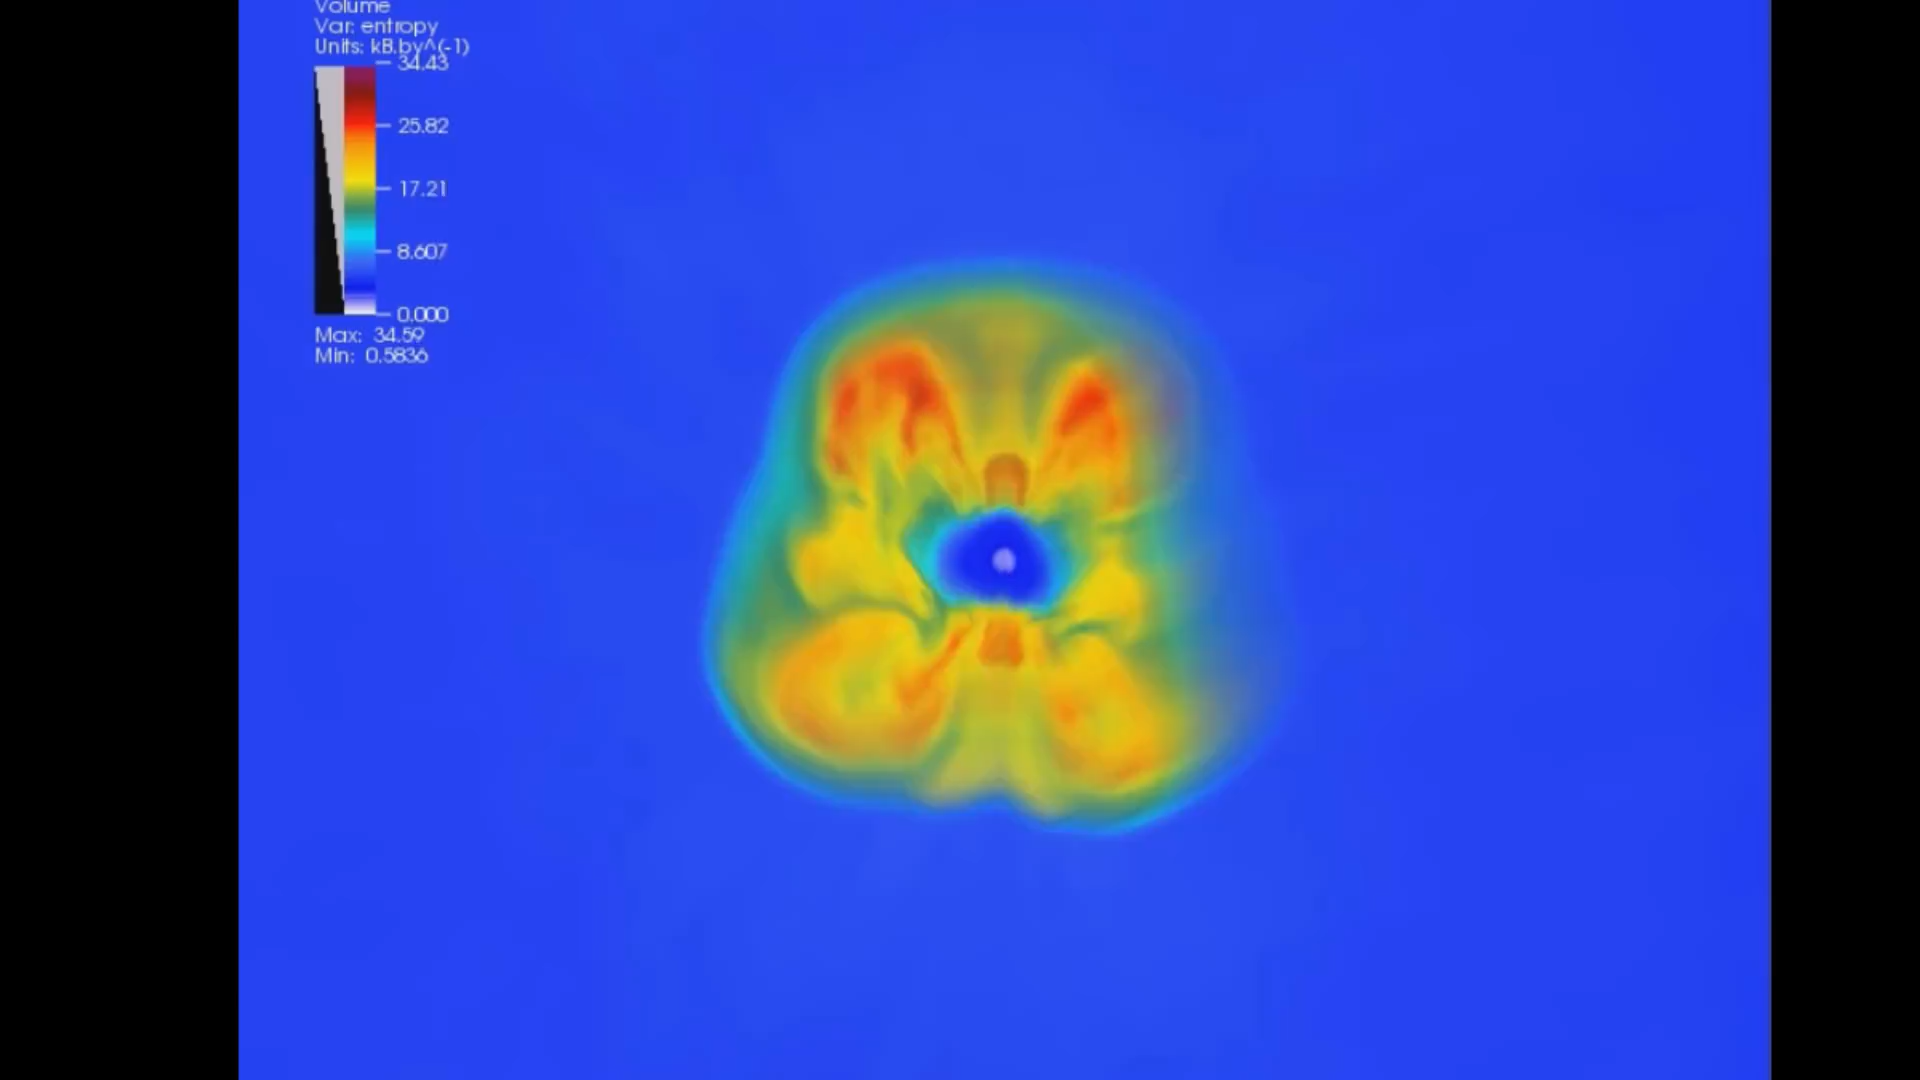 Volume
Var: entropy
Units: kB.by^(-1)
34.43
25.82
17.21
8.607
0.000
Max: 34.59
Min: 0.5836